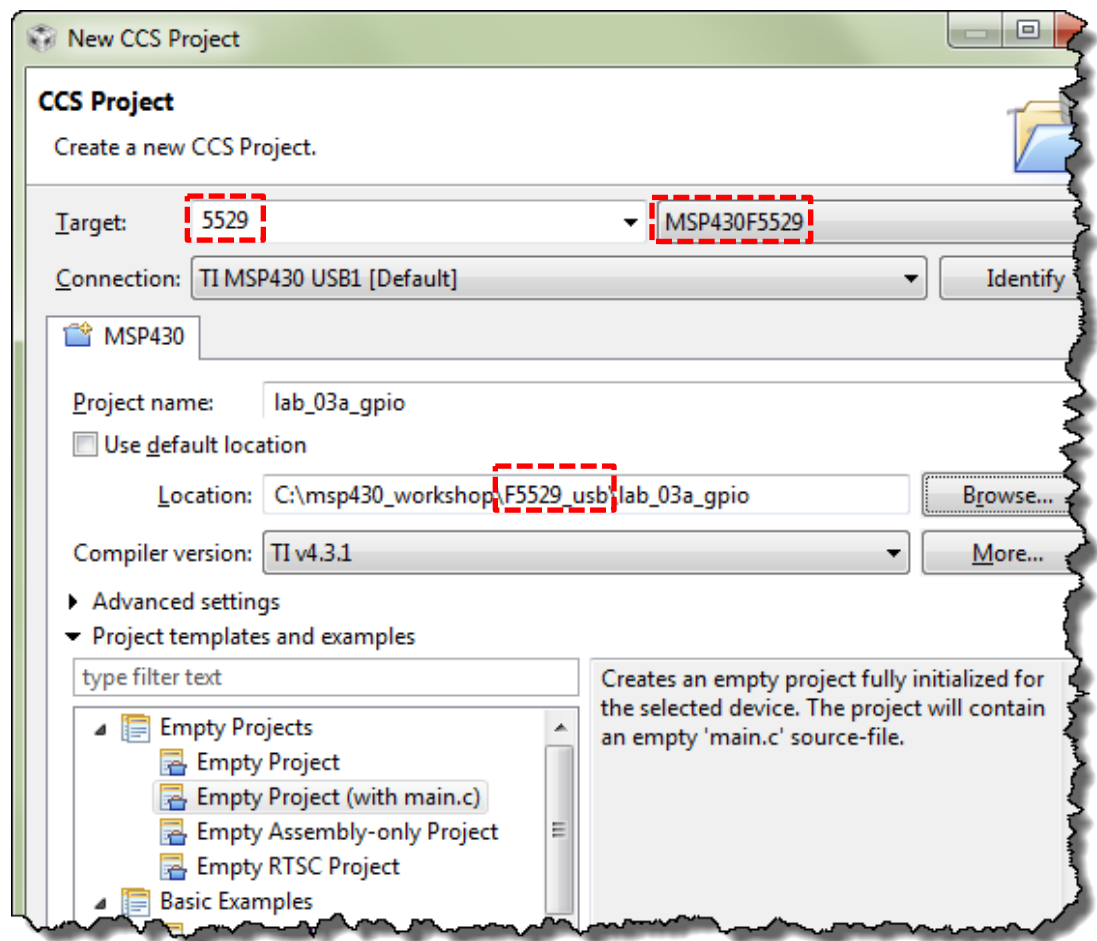 New CCS Project
CCS Project
Create a new CCS Project.
Target: 5529 MSP430F5529
Connection: TI MSP430 USB1 [Default] Identify
MSP430
Project name: lab_03a_gpio
Use default location
Location: C:\msp430_workshop\F5529_usb\lab_03a_gpio Browse...
Compiler version: TI v4.3.1 More...
Advanced settings
Project templates and examples
type filter text
Creates an empty project fully initialized for
the selected device. The project will contain
an empty 'main.c' source-file.
Empty Projects
Empty Project
Empty Project (with main.c)
Empty Assembly-only Project
Empty RTSC Project
Basic Examples